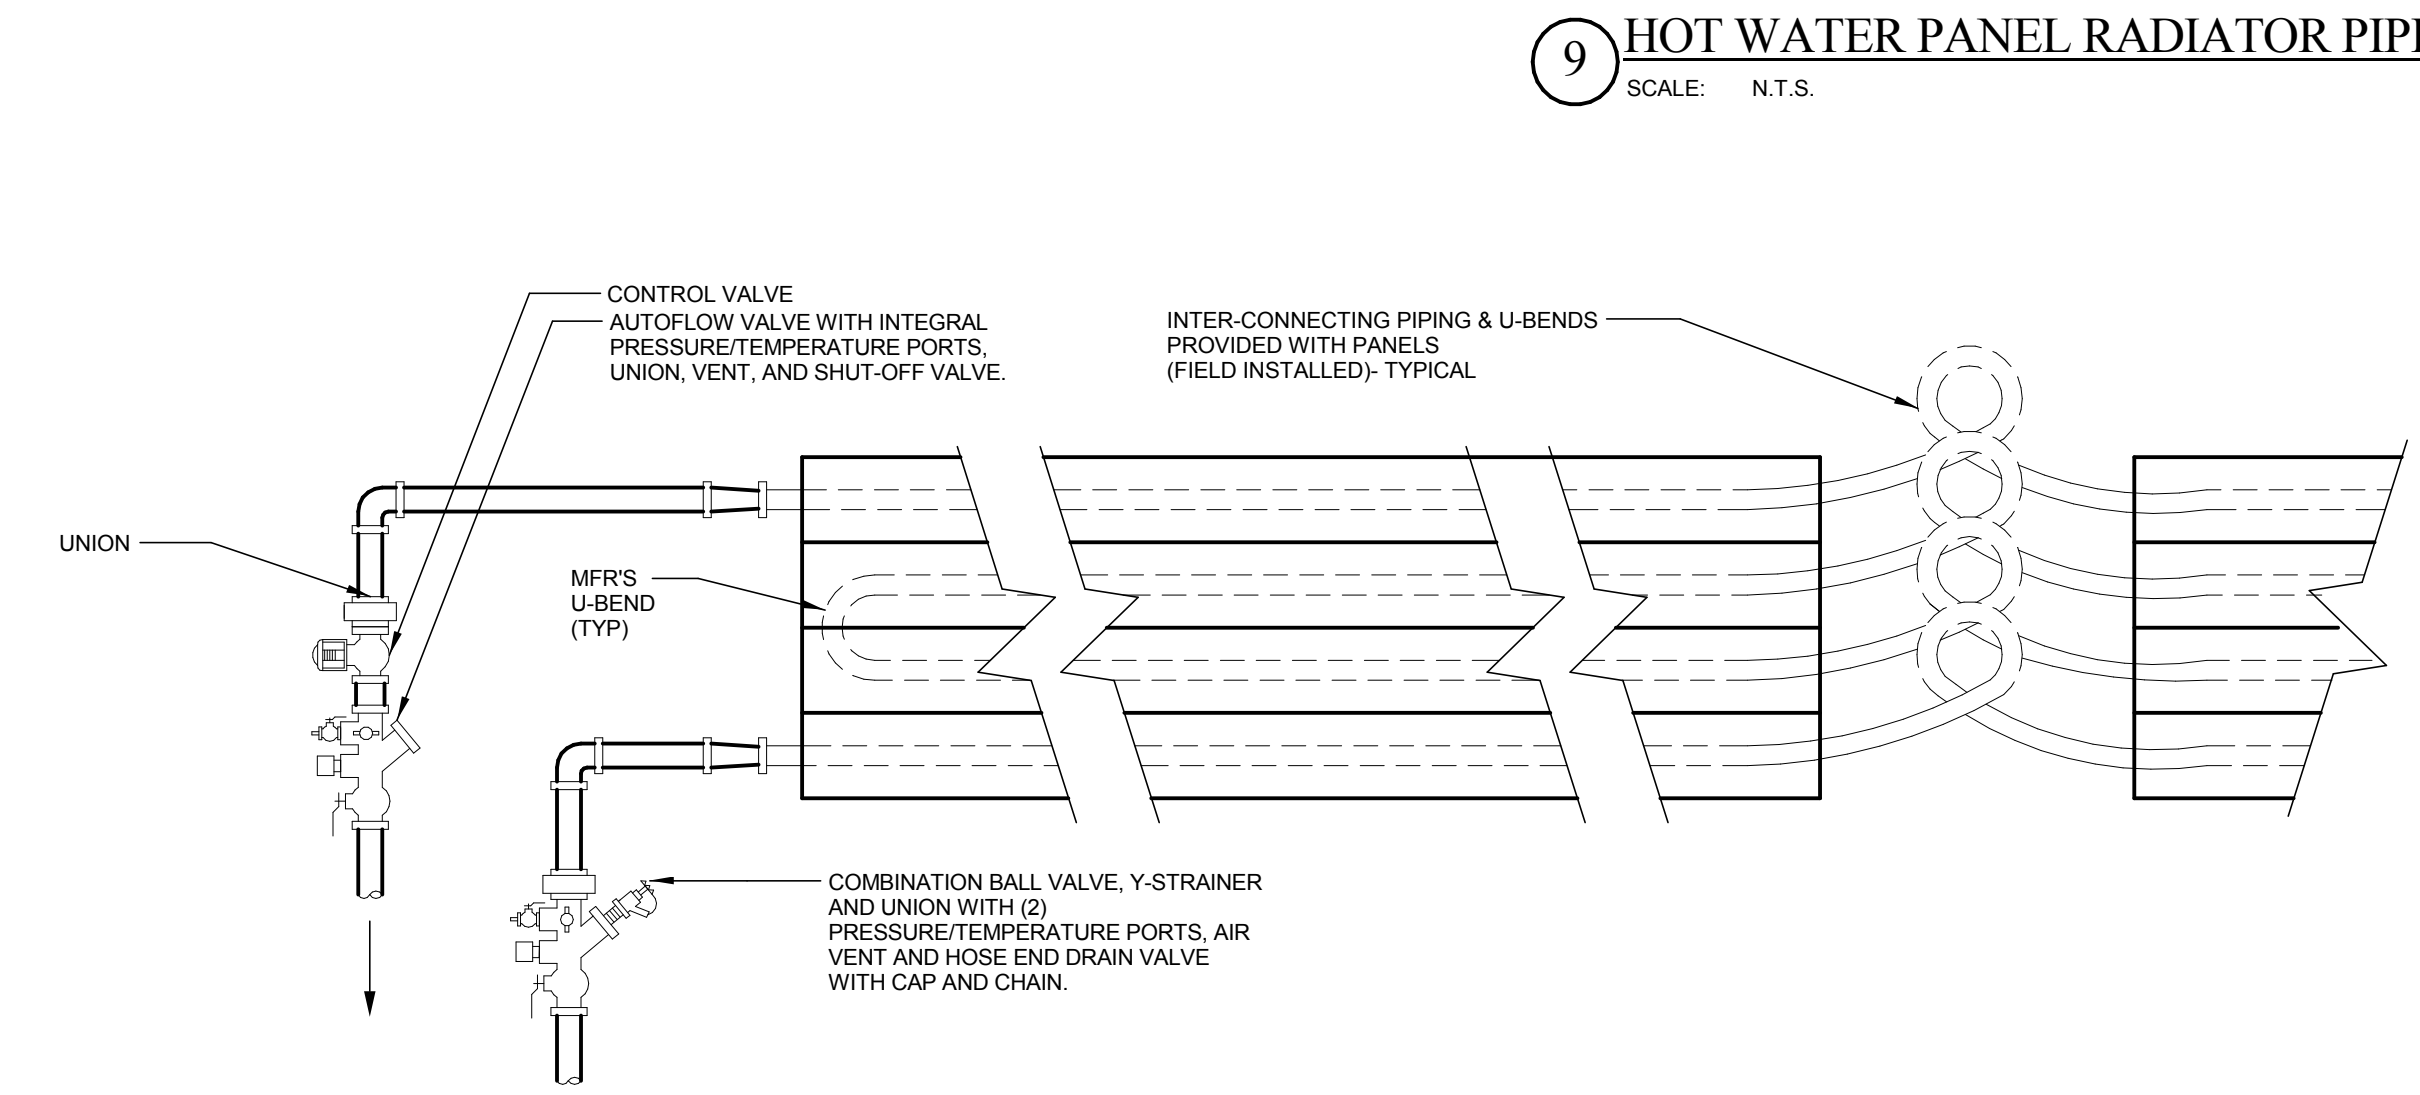 9
HOT WATER PANEL RADIATOR
SCALE: N.T.S.
CONTROL VALVE
AUTOFLOW VALVE WITH INTEGRAL
PRESSURE/TEMPERATURE PORTS,
UNION, VENT, AND SHUT-OFF VALVE.
INTER-CONNECTING PIPING & U-BENDS
PROVIDED WITH PANELS
(FIELD INSTALLED)- TYPICAL
UNION
MFR'S
U-BEND
(TYP)
COMBINATION BALL VALVE, Y-STRAINER
AND UNION WITH (2)
PRESSURE/TEMPERATURE PORTS, AIR
VENT AND HOSE END DRAIN VALVE
WITH CAP AND CHAIN.